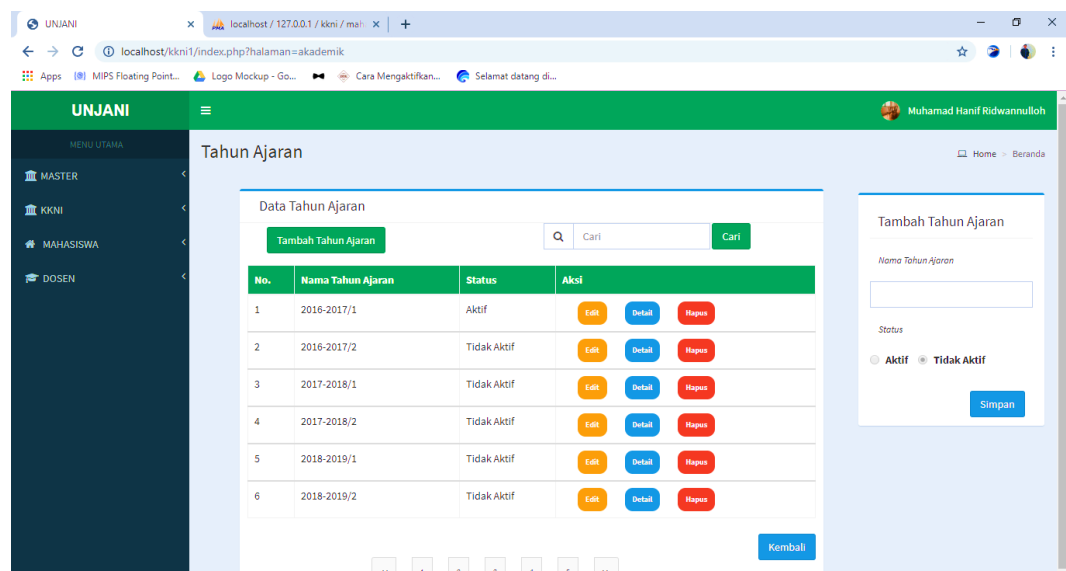 UNJANI
localhost / 127.0.0.1 / kkni / mah
localhost/kkni1/index.php?halaman=akademik
Apps MIPS Floating Point... Logo Mockup - Go... Cara Mengaktifkan... Selamat datang di...
UNJANI
Muhamad Hanif Ridwannulloh
MENU UTAMA
MASTER
KKNI
MAHASISWA
DOSEN
Tahun Ajaran
Home > Beranda
Data Tahun Ajaran
Tambah Tahun Ajaran
Cari
Cari
No. Nama Tahun Ajaran Status Aksi
1 2016-2017/1 Aktif Edit Detail Hapus
2 2016-2017/2 Tidak Aktif Edit Detail Hapus
3 2017-2018/1 Tidak Aktif Edit Detail Hapus
4 2017-2018/2 Tidak Aktif Edit Detail Hapus
5 2018-2019/1 Tidak Aktif Edit Detail Hapus
6 2018-2019/2 Tidak Aktif Edit Detail Hapus
Kembali
Tambah Tahun Ajaran
Nama Tahun Ajaran
Status
Aktif Tidak Aktif
Simpan